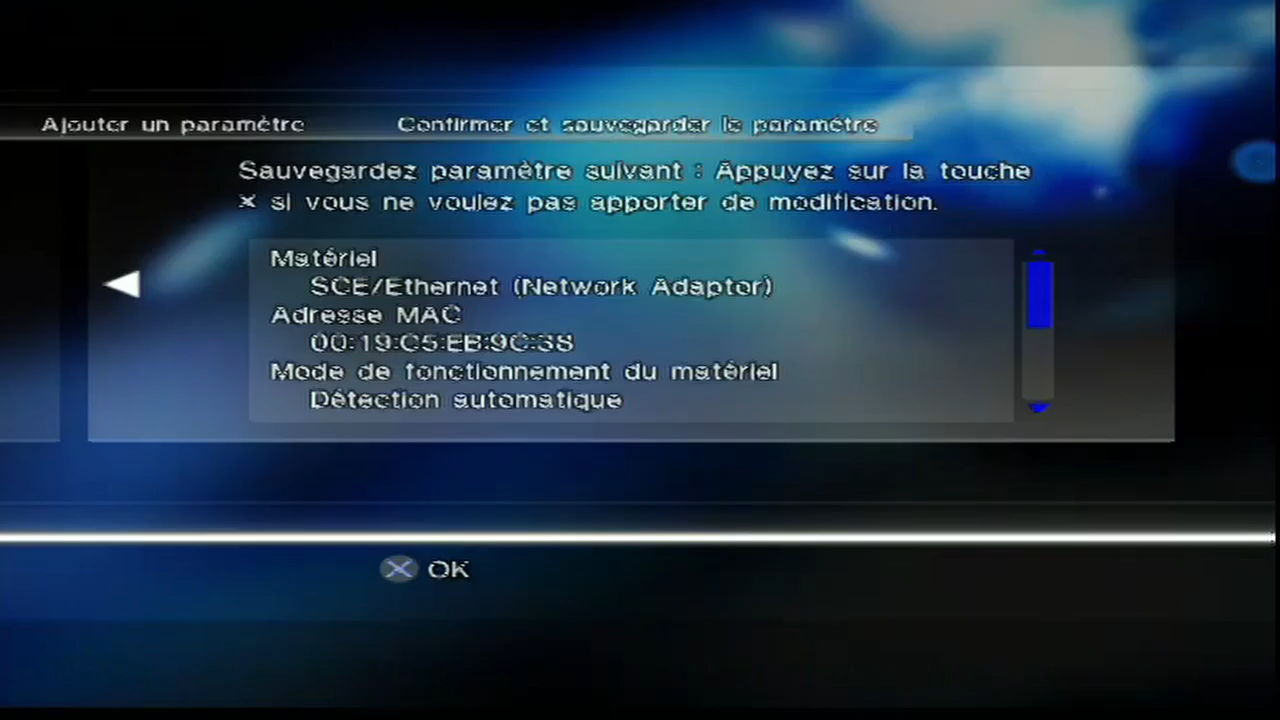 Ajouter un paramètre
Confirmer et sauvegarder le paramètre
Sauvegardez paramètre suivant : Appuyez sur la touche
× si vous ne voulez pas apporter de modification.
Matériel
SCE/Ethernet (Network Adaptor)
Adresse MAC
00:19:C5:EB:9C:38
Mode de fonctionnement du matériel
Détection automatique
OK